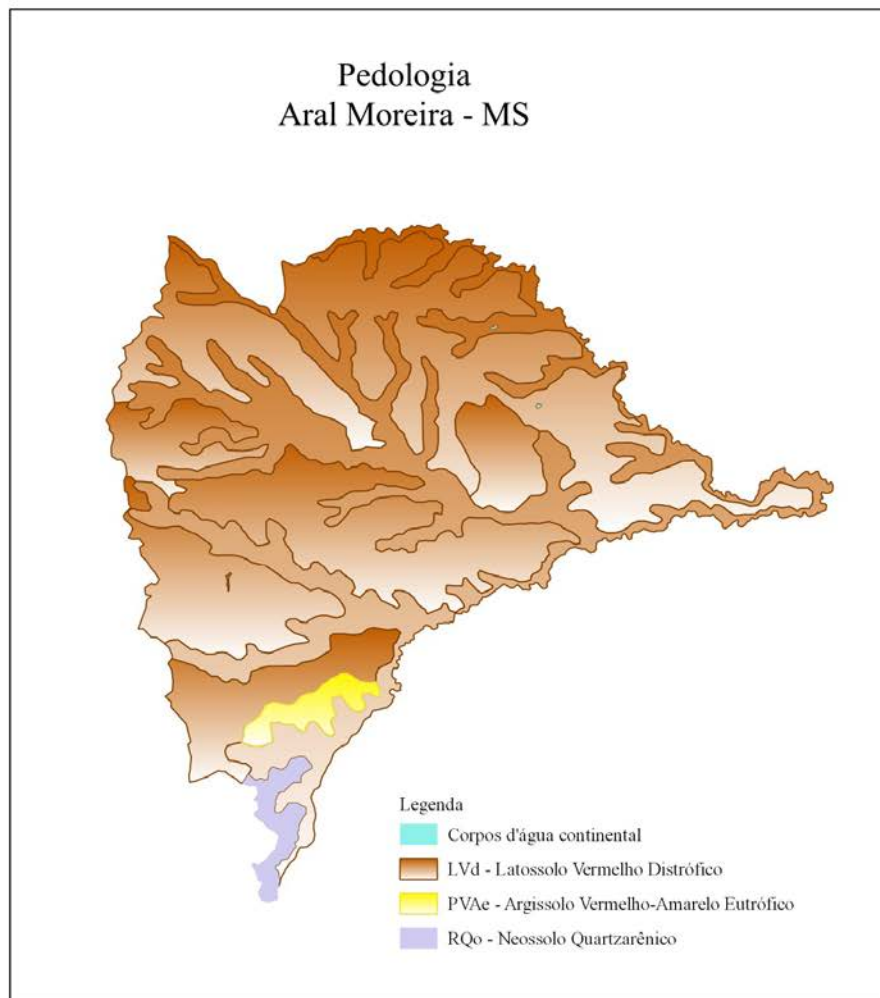 Pedologia
Aral Moreira - MS
Legenda
Corpos d'água continental
LVd - Latossolo Vermelho Distrófico
PVAe - Argissolo Vermelho-Amarelo Eutrófico
RQo - Neossolo Quartzarênico